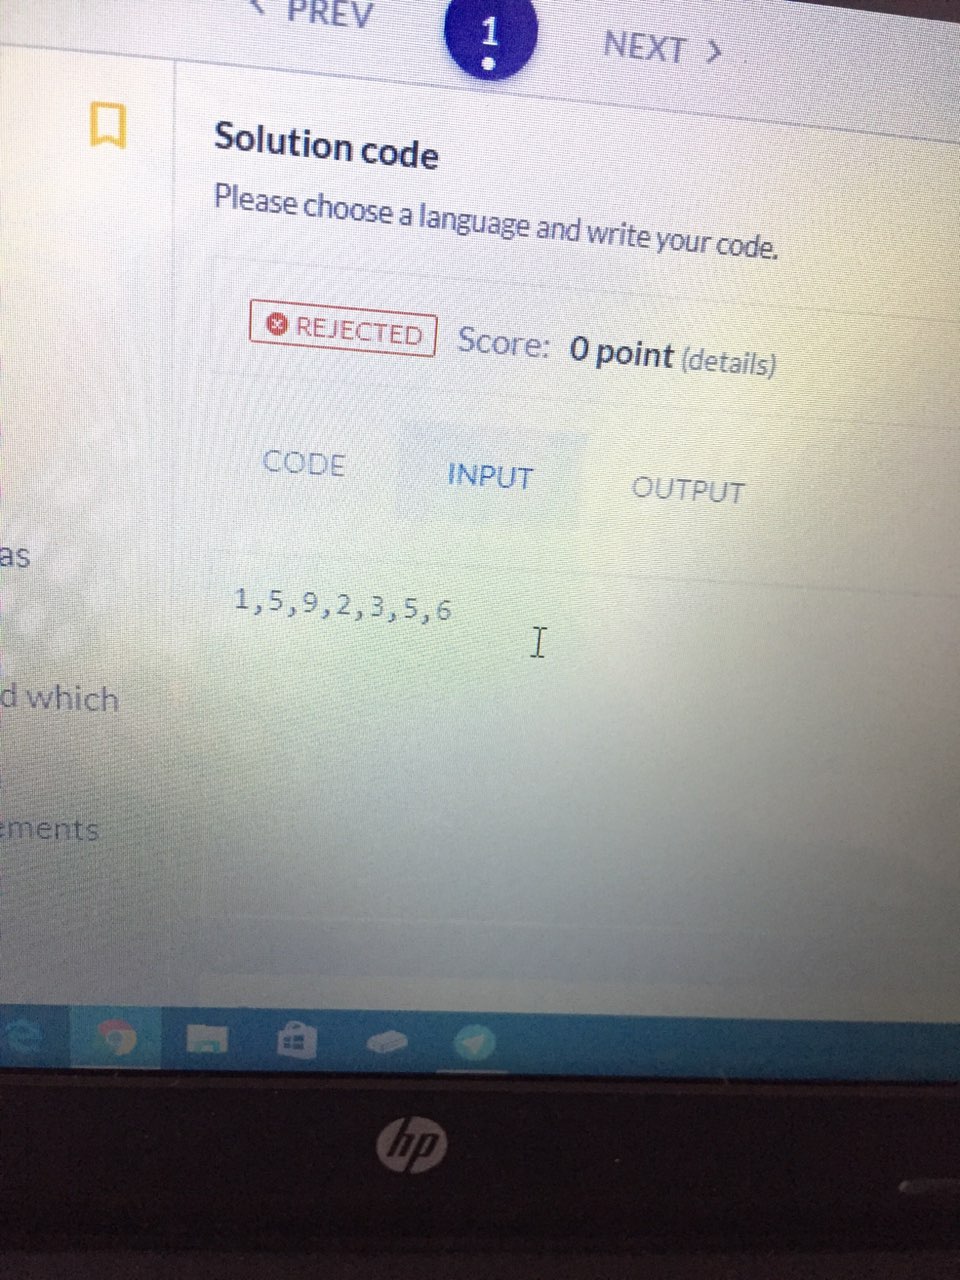 PREV
1
NEXT
Solution code
Please choose a language and write your code.
REJECTED Score: 0 point (details)
CODE INPUT OUTPUT
as
1,5,9,2,3,5,6
d which
ements
hp